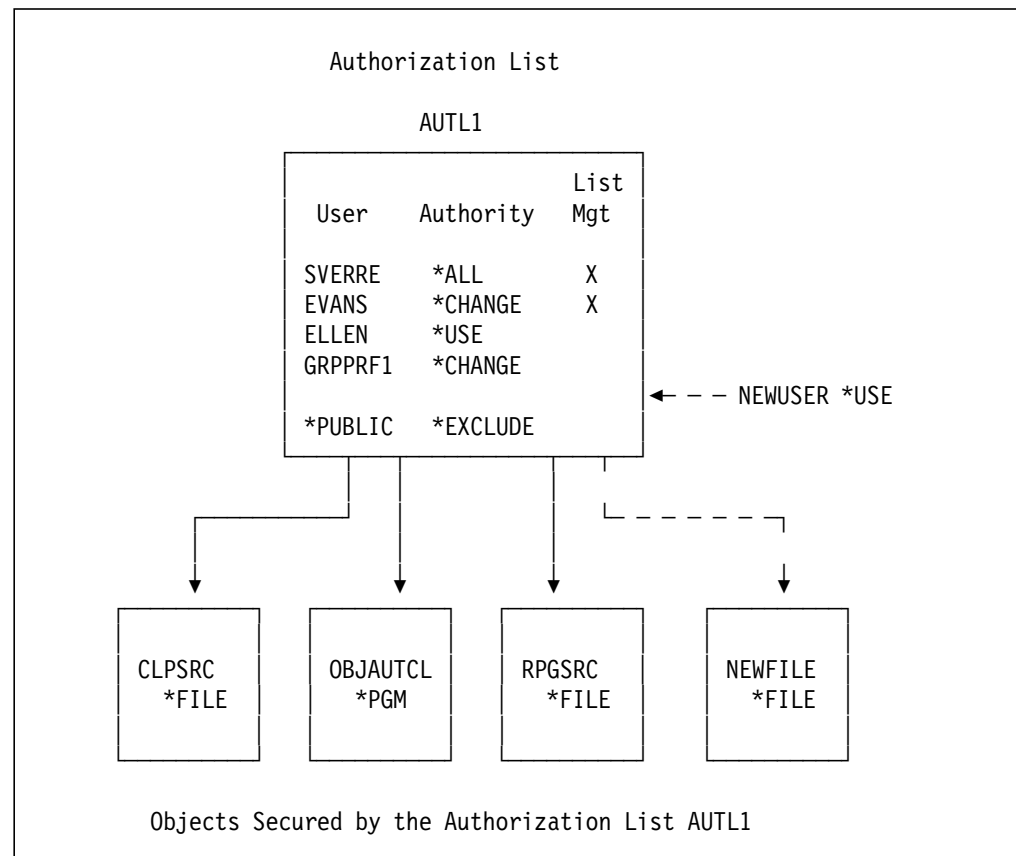 Authorization List
AUTL1
List
User Authority Mgt
SVERRE *ALL X
EVANS *CHANGE X
ELLEN *USE
GRPPRF1 *CHANGE
NEWUSER *USE
*PUBLIC *EXCLUDE
CLPSRC OBJAUTCL RPGSRC NEWFILE
*FILE *PGM *FILE *FILE
Objects Secured by the Authorization List AUTL1